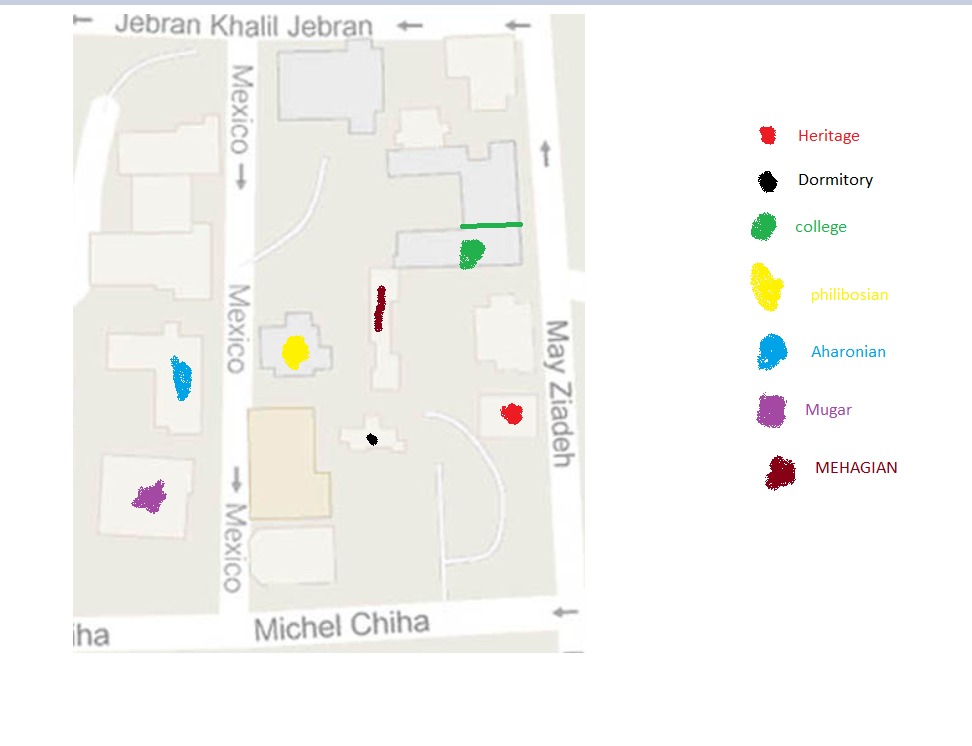 Jebran Khalil Jebran
Mexico
Mexico
Mexico
May Ziadeh
iha
Michel Chiha
Heritage
Dormitory
college
philibosian
Aharonian
Mugar
MEHAGIAN